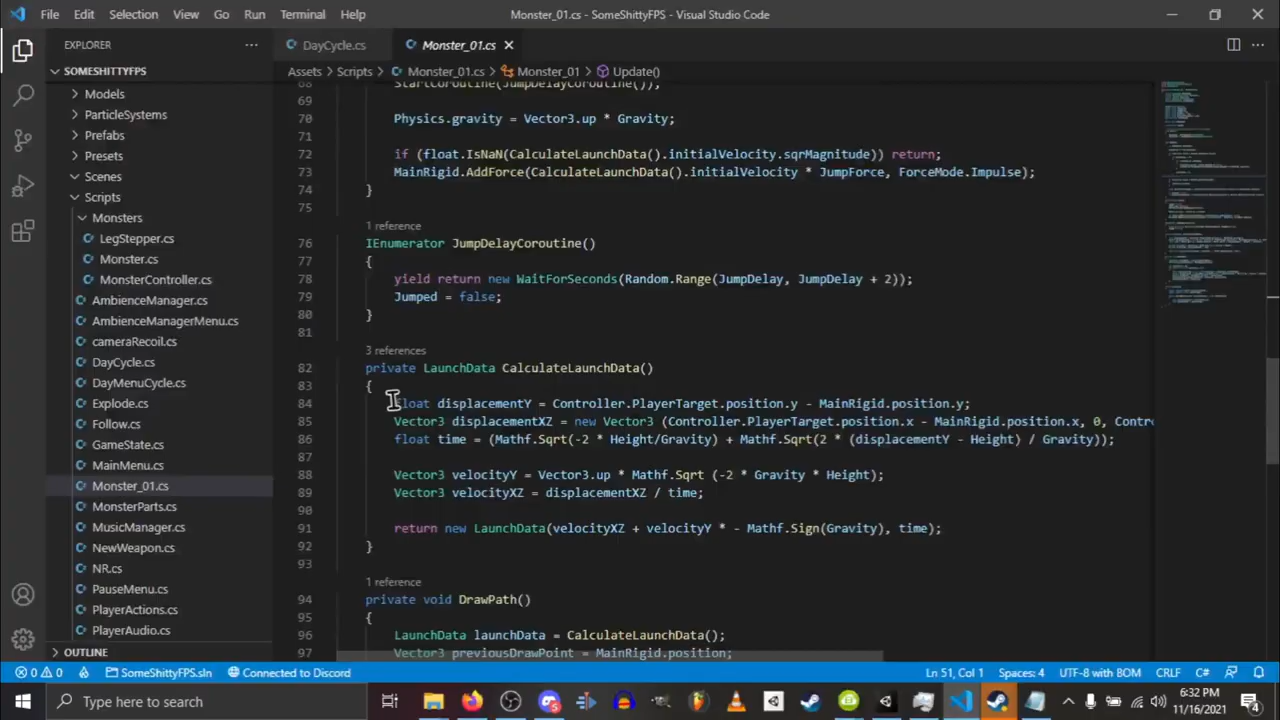 File Edit Selection View Go Run Terminal Help
Monster_01.cs - SomeShittyFPS - Visual Studio Code
EXPLORER
SOMESHITTYFPS
Models
ParticleSystems
Prefabs
Presets
Scenes
Scripts
Monsters
LegStepper.cs
Monster.cs
MonsterController.cs
AmbienceManager.cs
AmbienceManagerMenu.cs
cameraRecoil.cs
DayCycle.cs
DayMenuCycle.cs
Explode.cs
Follow.cs
GameState.cs
MainMenu.cs
Monster_01.cs
MonsterParts.cs
MusicManager.cs
NewWeapon.cs
NR.cs
PauseMenu.cs
PlayerActions.cs
PlayerAudio.cs
OUTLINE
DayCycle.cs
Monster_01.cs
Assets > Scripts > Monster_01.cs > Monster_01 > Update()
68 StartCoroutine(JumpDelayCoroutine());
69
70 Physics.gravity = Vector3.up * Gravity;
71
72 if (float CalculateLaunchData().initialVelocity.sqrMagnitude)) return;
73 MainRigid.AddForce(CalculateLaunchData().initialVelocity * JumpForce, ForceMode.Impulse);
74 }
75
1 reference
76 IEnumerator JumpDelayCoroutine()
77 {
78 yield return new WaitForSeconds(Random.Range(JumpDelay, JumpDelay + 2));
79 Jumped = false;
80 }
81
3 references
82 private LaunchData CalculateLaunchData()
83 {
84 float displacementY = Controller.PlayerTarget.position.y - MainRigid.position.y;
85 Vector3 displacementXZ = new Vector3 (Controller.PlayerTarget.position.x - MainRigid.position.x, 0, Contro
86 float time = (Mathf.Sqrt(-2 * Height/Gravity) + Mathf.Sqrt(2 * (displacementY - Height) / Gravity));
87
88 Vector3 velocityY = Vector3.up * Mathf.Sqrt (-2 * Gravity * Height);
89 Vector3 velocityXZ = displacementXZ / time;
90
91 return new LaunchData(velocityXZ + velocityY * - Mathf.Sign(Gravity), time);
92 }
93
1 reference
94 private void DrawPath()
95 {
96 LaunchData launchData = CalculateLaunchData();
97 Vector3 previousDrawPoint = MainRigid.position;
0 0 SomeShittyFPS.sln Connected to Discord
Ln 51, Col 1 Spaces: 4 UTF-8 with BOM CRLF C#
Type here to search
6:32 PM
11/16/2021
4